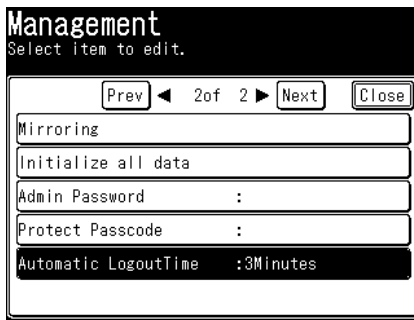 Management
Select item to edit.
Prev ◀ 2of 2 ▶ Next Close
Mirroring
Initialize all data
Admin Password :
Protect Passcode :
Automatic LogoutTime :3Minutes